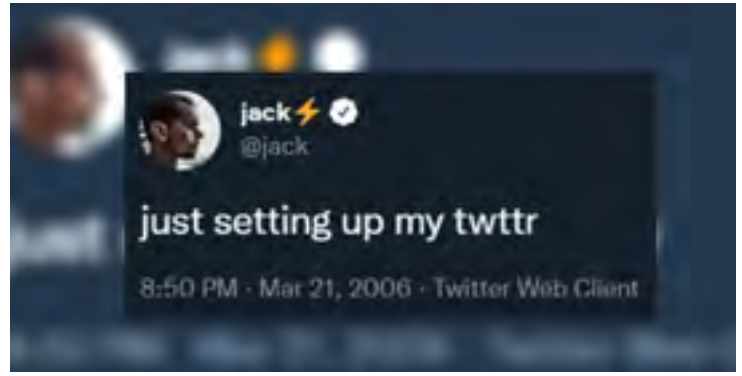 jack⚡
@jack
just setting up my twttr
8:50 PM · Mar 21, 2006 · Twitter Web Client